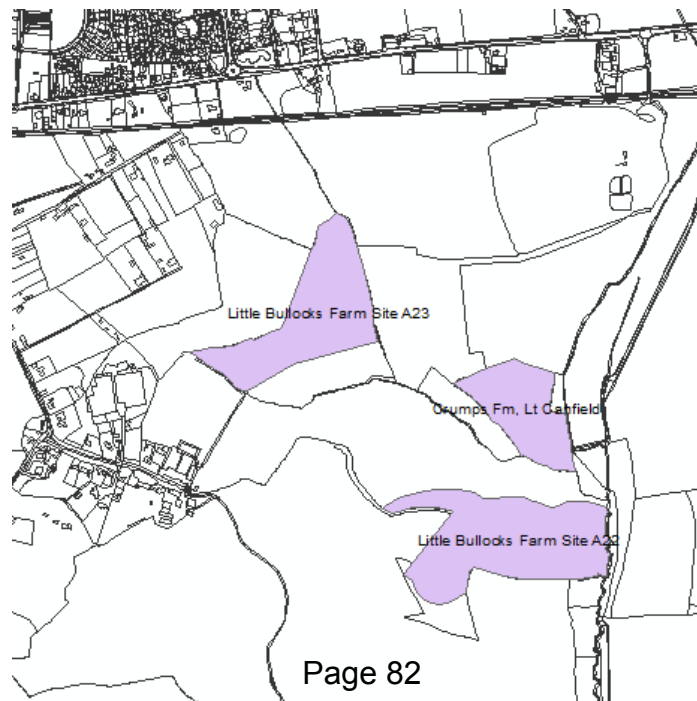 Little Bullocks Farm Site A23
Crumps Fm, Lt Canfield
Little Bullocks Farm Site A22
Page 82